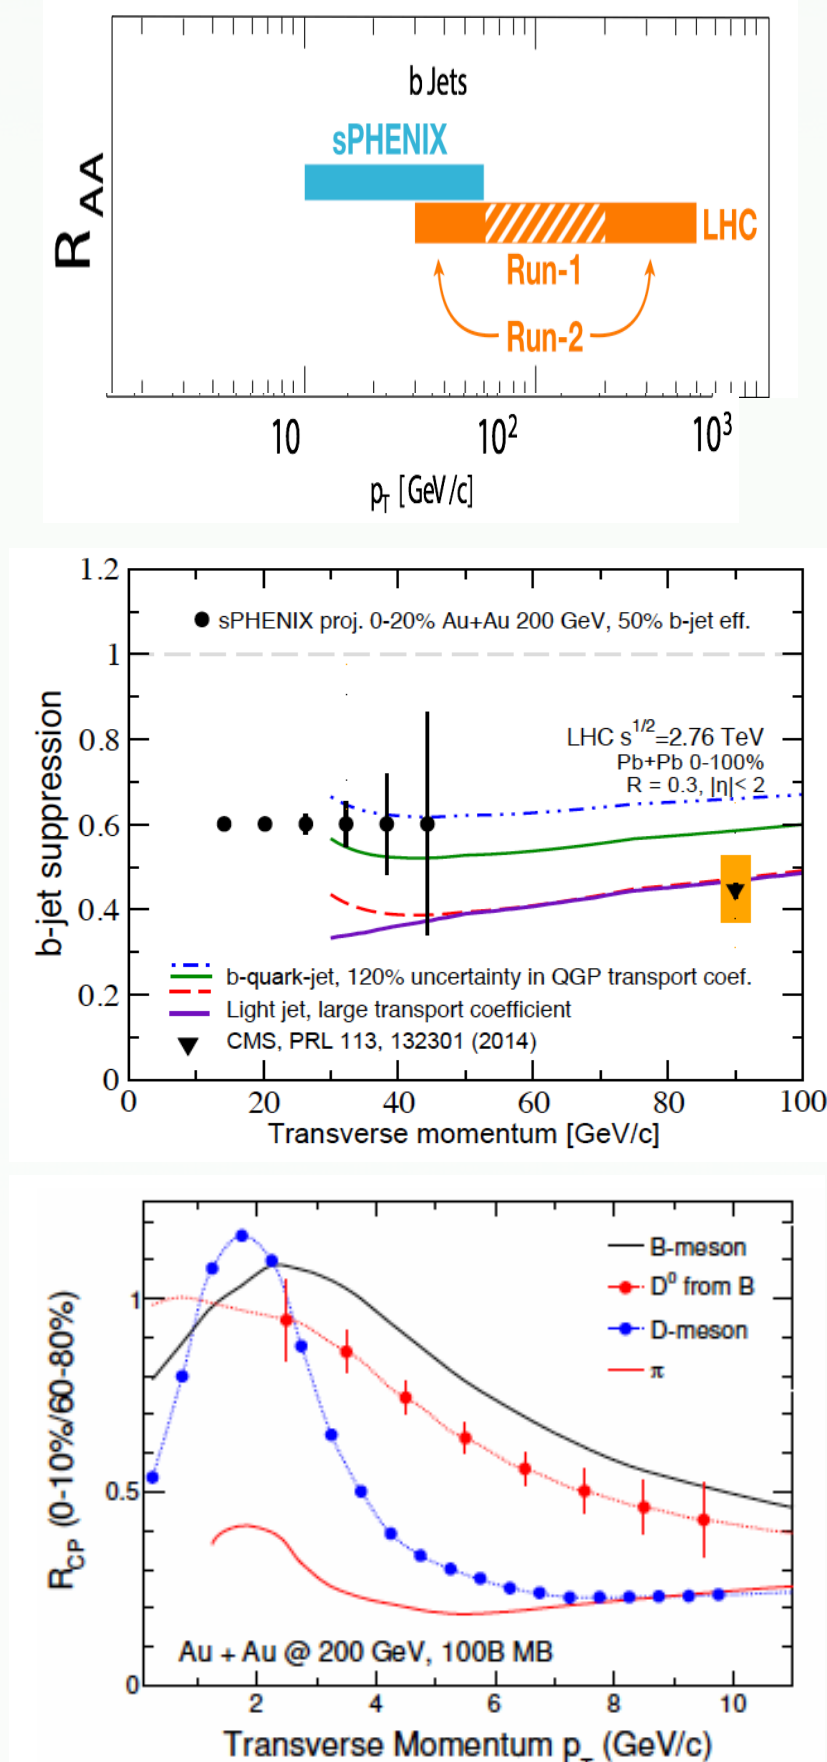 b Jets
sPHENIX
R AA
LHC
Run-1
Run-2
10
10²
10³
pT [GeV/c]
1.2
sPHENIX proj. 0-20% Au+Au 200 GeV, 50% b-jet eff.
1
b-jet suppression
0.8
LHC s1/2=2.76 TeV
Pb+Pb 0-100%
R = 0.3, |η|< 2
0.6
0.4
b-quark-jet, 120% uncertainty in QGP transport coef.
0.2
Light jet, large transport coefficient
CMS, PRL 113, 132301 (2014)
0
0 20 40 60 80 100
Transverse momentum [GeV/c]
B-meson
D⁰ from B
D-meson
π
1
RCP (0-10%/60-80%)
0.5
Au + Au @ 200 GeV, 100B MB
0
2 4 6 8 10
Transverse Momentum pT (GeV/c)